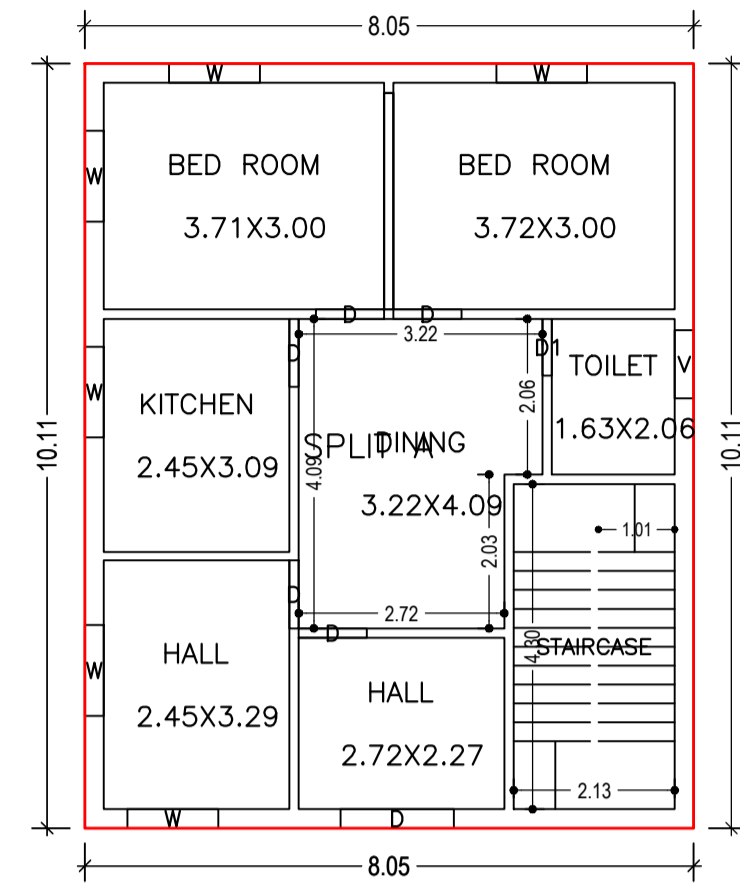 8.05
W W
W
BED ROOM
3.71X3.00
BED ROOM
3.72X3.00
D D
3.22
D
D1
TOILET
V
1.63X2.06
2.06
W
KITCHEN
2.45X3.09
SPLIT A
DINING
3.22X4.09
4.09
10.11
10.11
2.03
1.01
D
2.72
D
4.30
STAIRCASE
W
HALL
2.45X3.29
HALL
2.72X2.27
2.13
W D
8.05